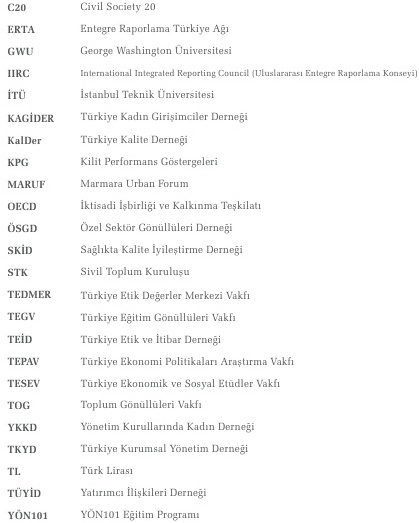 C20 Civil Society 20
ERTA Entegre Raporlama Türkiye Ağı
GWU George Washington Üniversitesi
IIRC International Integrated Reporting Council (Uluslararası Entegre Raporlama Konseyi)
İTÜ İstanbul Teknik Üniversitesi
KAGİDER Türkiye Kadın Girişimciler Derneği
KalDer Türkiye Kalite Derneği
KPG Kilit Performans Göstergeleri
MARUF Marmara Urban Forum
OECD İktisadi İşbirliği ve Kalkınma Teşkilatı
ÖSGD Özel Sektör Gönüllüleri Derneği
SKİD Sağlıkta Kalite İyileştirme Derneği
STK Sivil Toplum Kuruluşu
TEDMER Türkiye Etik Değerler Merkezi Vakfı
TEGV Türkiye Eğitim Gönüllüleri Vakfı
TEİD Türkiye Etik ve İtibar Derneği
TEPAV Türkiye Ekonomi Politikaları Araştırma Vakfı
TESEV Türkiye Ekonomik ve Sosyal Etüdler Vakfı
TOG Toplum Gönüllüleri Vakfı
YKKD Yönetim Kurullarında Kadın Derneği
TKYD Türkiye Kurumsal Yönetim Derneği
TL Türk Lirası
TÜYİD Yatırımcı İlişkileri Derneği
YÖN101 YÖN101 Eğitim Programı